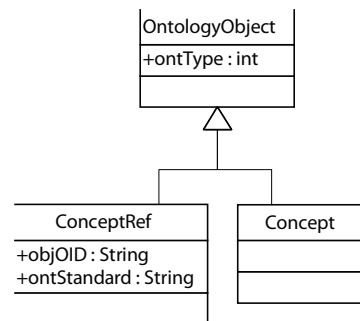 OntologyObject
+ontType : int
ConceptRef
+objOID : String
+ontStandard : String
Concept